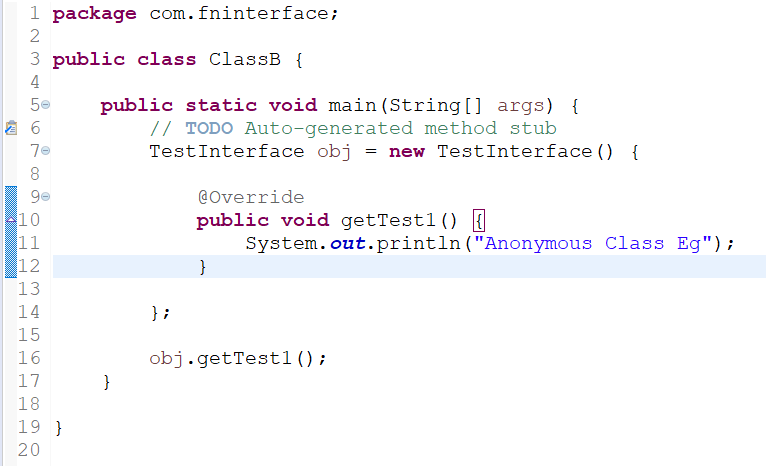 1 package com.fninterface;
2
3 public class ClassB {
4
5 public static void main(String[] args) {
6 // TODO Auto-generated method stub
7 TestInterface obj = new TestInterface() {
8
9 @Override
10 public void getTest1() {
11 System.out.println("Anonymous Class Eg");
12 }
13
14 };
15
16 obj.getTest1();
17 }
18
19 }
20